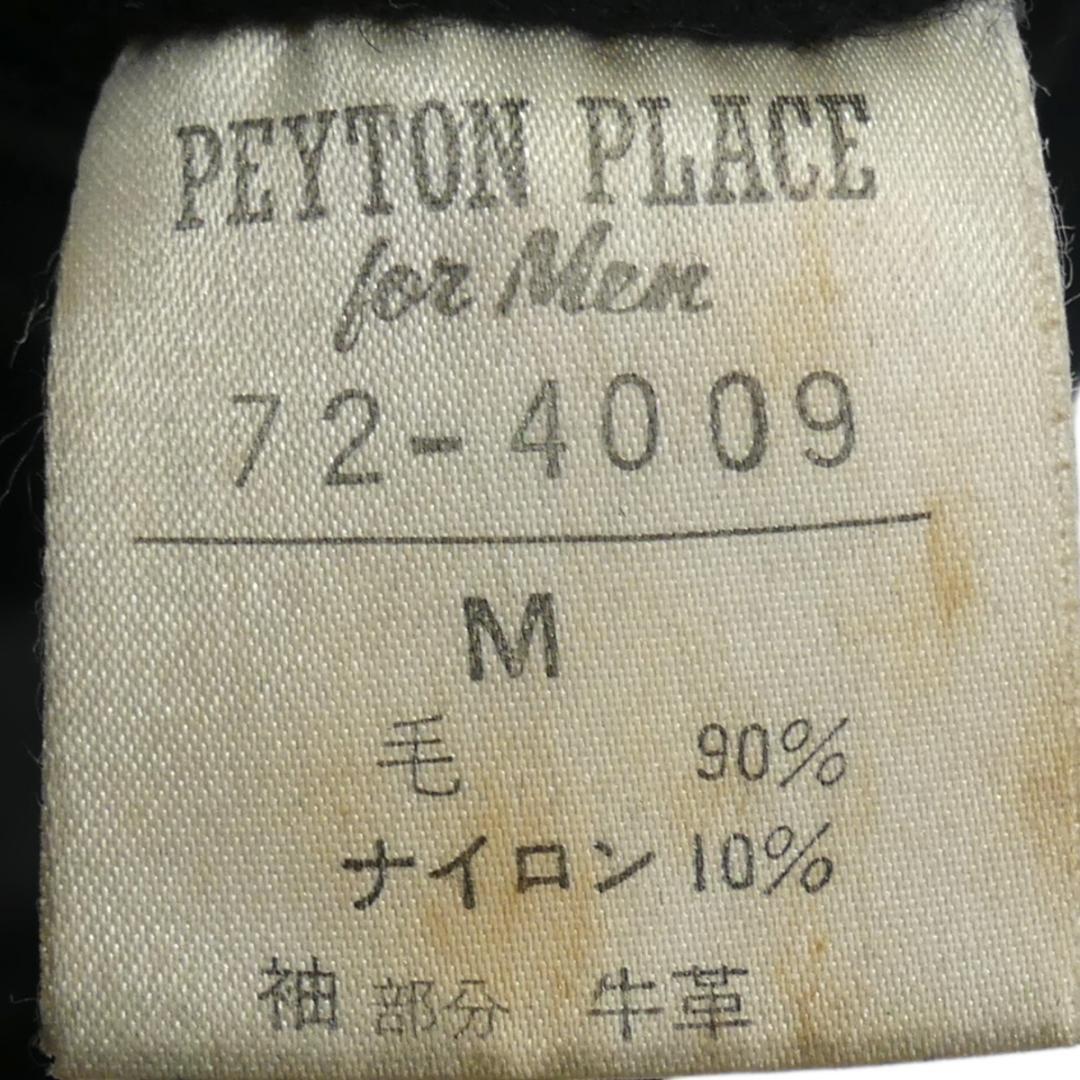 PEYTON PLACE
for Men
72-4009
M
毛 90%
ナイロン 10%
袖部分 牛革